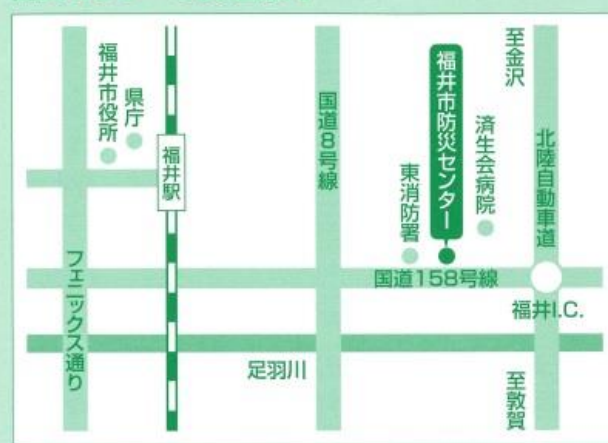 福井市役所
県庁
福井駅
フェニックス通り
国道8号線
東消防署
福井市防災センター
済生会病院
至金沢
北陸自動車道
国道158号線
福井I.C.
足羽川
至敦賀